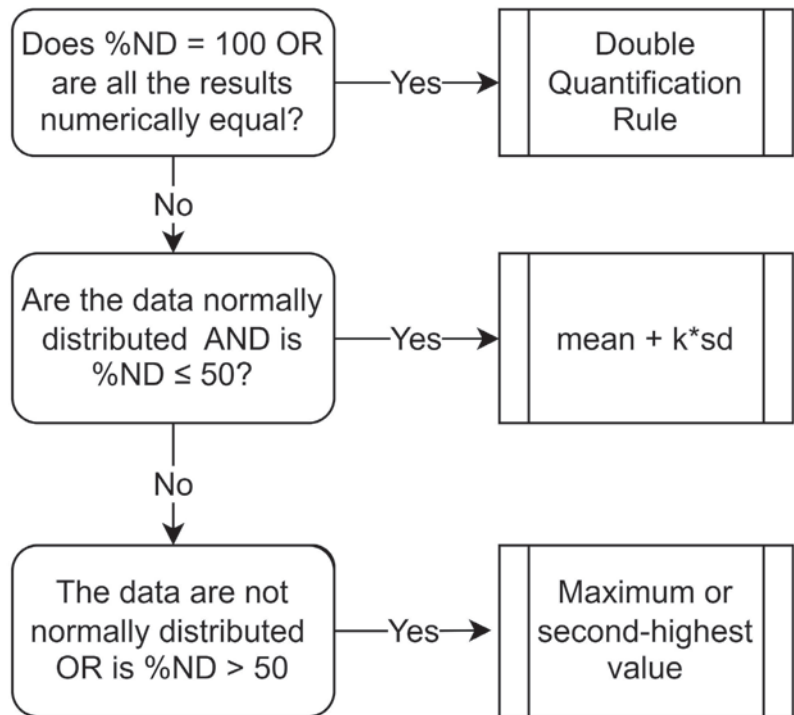 Does %ND = 100 OR
are all the results
numerically equal?
Yes
Double
Quantification
Rule
No
Are the data normally
distributed AND is
%ND ≤ 50?
Yes
mean + k*sd
No
The data are not
normally distributed
OR is %ND > 50
Yes
Maximum or
second-highest
value